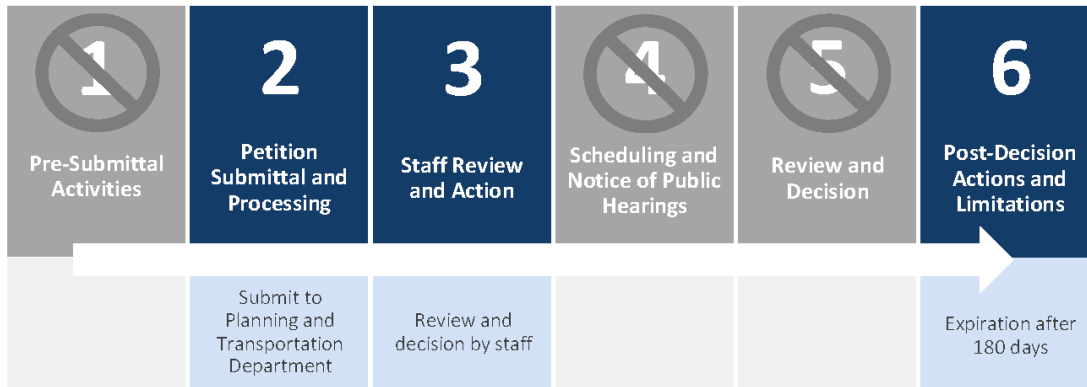 1
Pre-Submittal
Activities
2
Petition
Submittal and
Processing
Submit to
Planning and
Transportation
Department
3
Staff Review
and Action
Review and
decision by staff
4
Scheduling and
Notice of Public
Hearings
5
Review and
Decision
6
Post-Decision
Actions and
Limitations
Expiration after
180 days